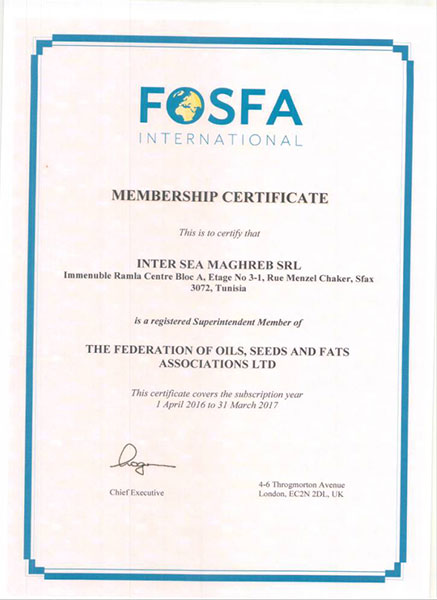 FOSFA
INTERNATIONAL
MEMBERSHIP CERTIFICATE
This is to certify that
INTER SEA MAGHREB SRL
Immenuble Ramla Centre Bloc A, Etage No 3-1, Rue Menzel Chaker, Sfax
3072, Tunisia
is a registered Superintendent Member of
THE FEDERATION OF OILS, SEEDS AND FATS
ASSOCIATIONS LTD
This certificate covers the subscription year
1 April 2016 to 31 March 2017
Chief Executive
4-6 Throgmorton Avenue
London, EC2N 2DL, UK